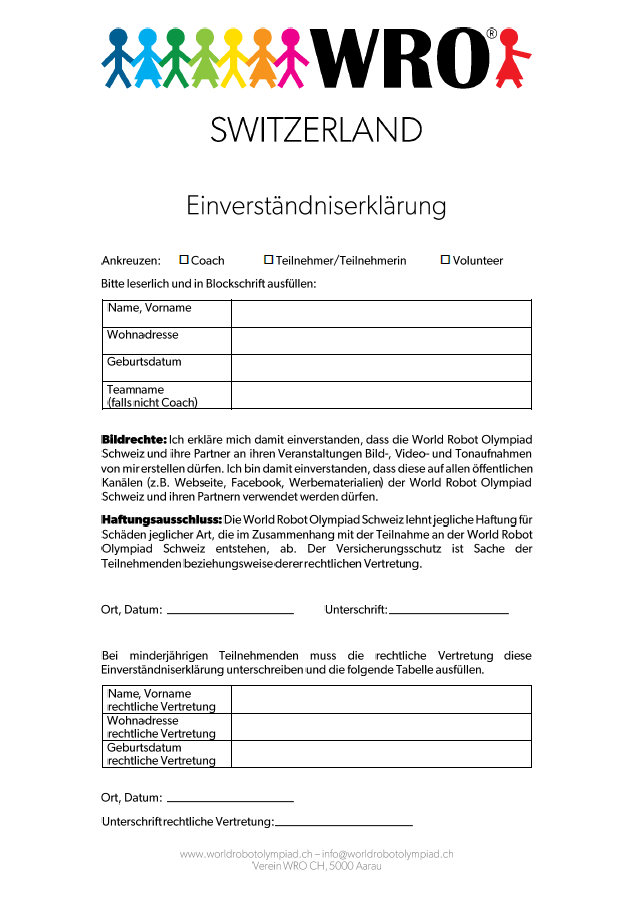 WRO®
SWITZERLAND
Einverständniserklärung
Ankreuzen: Coach Teilnehmer/Teilnehmerin Volunteer
Bitte leserlich und in Blockschrift ausfüllen:
Name, Vorname
Wohnadresse
Geburtsdatum
Teamname
(falls nicht Coach)
Bildrechte: Ich erkläre mich damit einverstanden, dass die World Robot Olympiad
Schweiz und ihre Partner an ihren Veranstaltungen Bild-, Video- und Tonaufnahmen
von mir erstellen dürfen. Ich bin damit einverstanden, dass diese auf allen öffentlichen
Kanälen (z.B. Webseite, Facebook, Werbematerialien) der World Robot Olympiad
Schweiz und ihren Partnern verwendet werden dürfen.
Haftungsausschluss: Die World Robot Olympiad Schweiz lehnt jegliche Haftung für
Schäden jeglicher Art, die im Zusammenhang mit der Teilnahme an der World Robot
Olympiad Schweiz entstehen, ab. Der Versicherungsschutz ist Sache der
Teilnehmenden beziehungsweise derer rechtlichen Vertretung.
Ort, Datum: Unterschrift:
Bei minderjährigen Teilnehmenden muss die rechtliche Vertretung diese
Einverständniserklärung unterschreiben und die folgende Tabelle ausfüllen.
Name, Vorname
rechtliche Vertretung
Wohnadresse
rechtliche Vertretung
Geburtsdatum
rechtliche Vertretung
Ort, Datum:
Unterschrift rechtliche Vertretung:
www.worldrobotolympiad.ch – info@worldrobotolympiad.ch
Verein WRO CH, 5000 Aarau